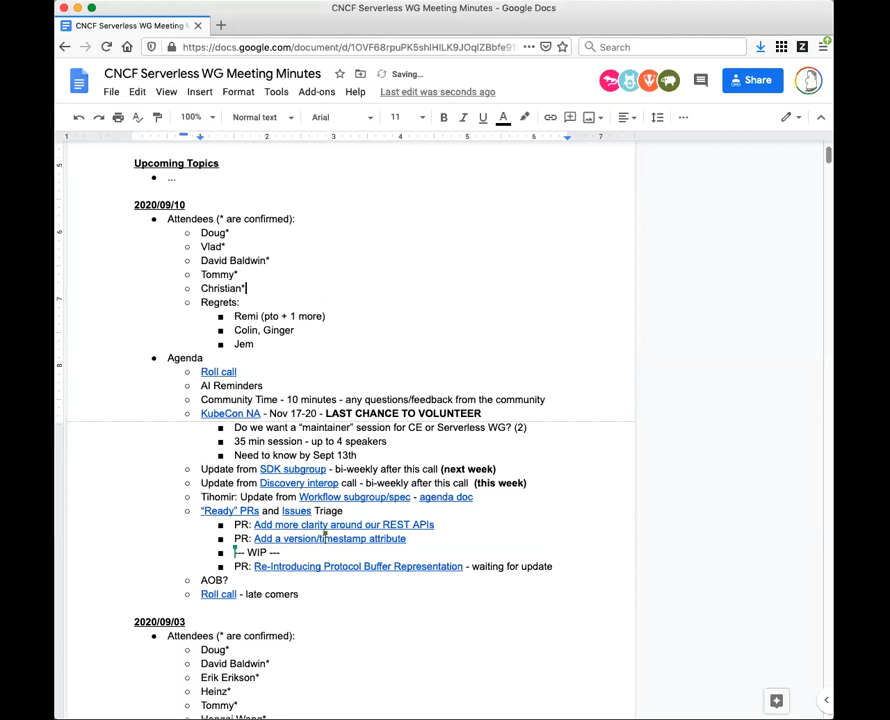 CNCF Serverless WG Meeting Minutes - Google Docs
CNCF Serverless WG Meeting Minutes
https://docs.google.com/document/d/1OVF68rpuPK5shlHILK9JOqlZBbfe91
Search
CNCF Serverless WG Meeting Minutes
Saving...
File Edit View Insert Format Tools Add-ons Help Last edit was seconds ago
Share
100% Normal text Arial 11 B I U A
1 2 3 4 5 6 7
Upcoming Topics
...
2020/09/10
Attendees (* are confirmed):
Doug*
Vlad*
David Baldwin*
Tommy*
Christian*
Regrets:
Remi (pto + 1 more)
Colin, Ginger
Jem
Agenda
Roll call
AI Reminders
Community Time - 10 minutes - any questions/feedback from the community
KubeCon NA - Nov 17-20 - LAST CHANCE TO VOLUNTEER
Do we want a “maintainer” session for CE or Serverless WG? (2)
35 min session - up to 4 speakers
Need to know by Sept 13th
Update from SDK subgroup - bi-weekly after this call (next week)
Update from Discovery interop call - bi-weekly after this call (this week)
Tihomir: Update from Workflow subgroup/spec - agenda doc
“Ready” PRs and Issues Triage
PR: Add more clarity around our REST APIs
PR: Add a version/timestamp attribute
--- WIP ---
PR: Re-Introducing Protocol Buffer Representation - waiting for update
AOB?
Roll call - late comers
2020/09/03
Attendees (* are confirmed):
Doug*
David Baldwin*
Erik Erikson*
Heinz*
Tommy*